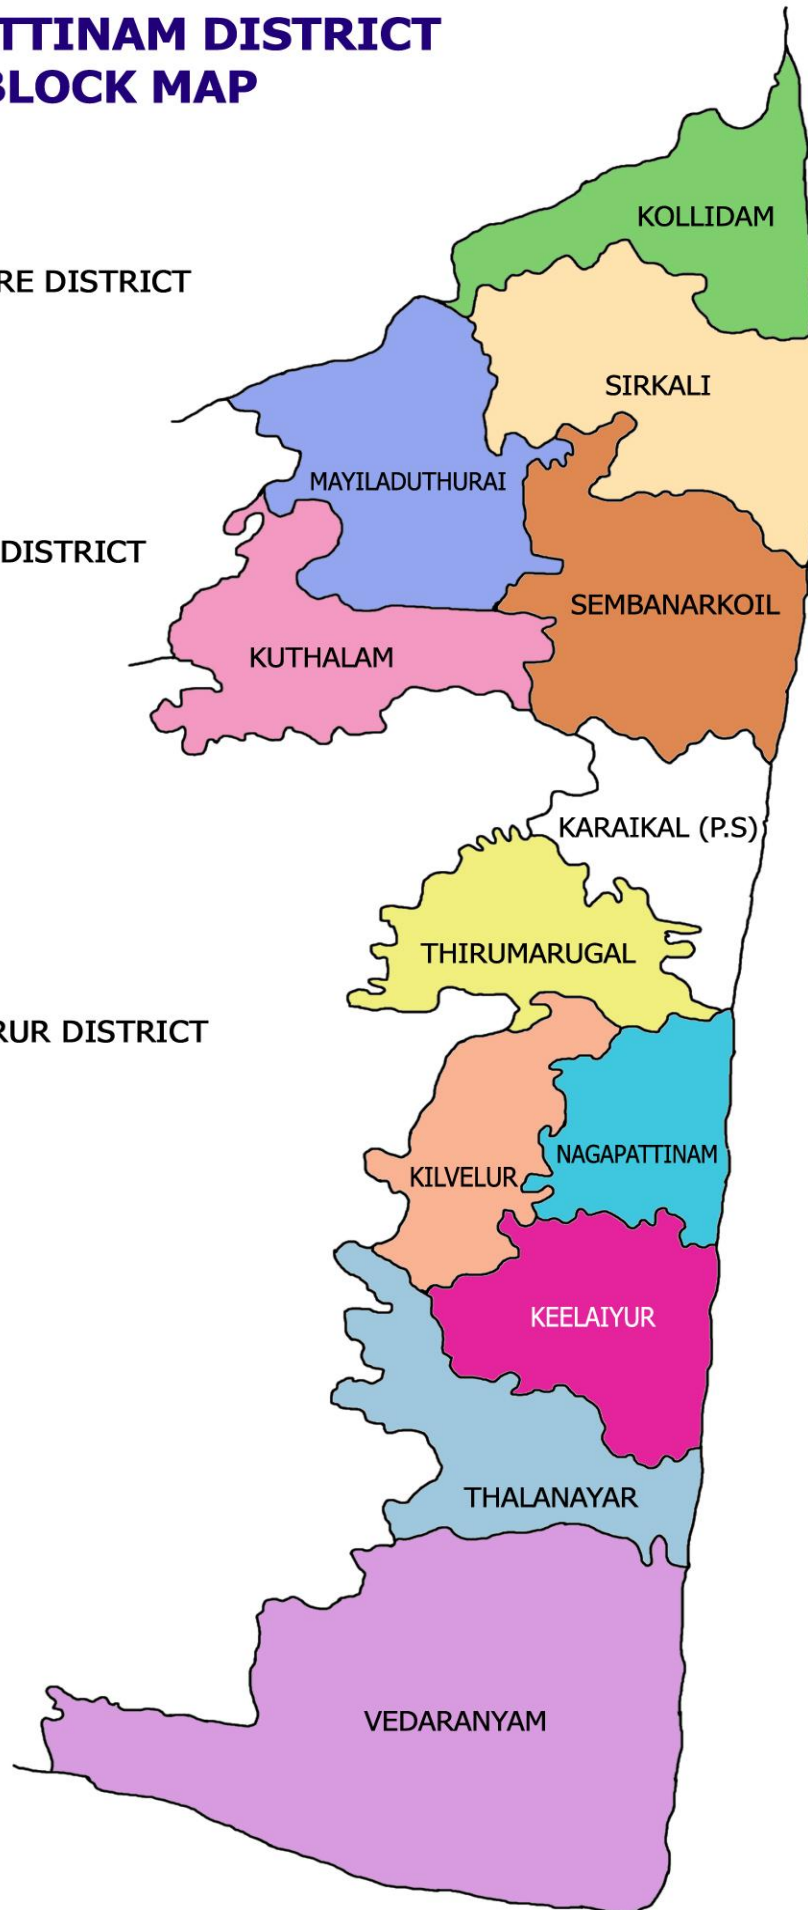 TTINAM DISTRICT
BLOCK MAP
KOLLIDAM
RE DISTRICT
SIRKALI
MAYILADUTHURAI
DISTRICT
SEMBANARKOIL
KUTHALAM
KARAIKAL (P.S)
THIRUMARUGAL
RUR DISTRICT
NAGAPATTINAM
KILVELUR
KEELAIYUR
THALANAYAR
VEDARANYAM